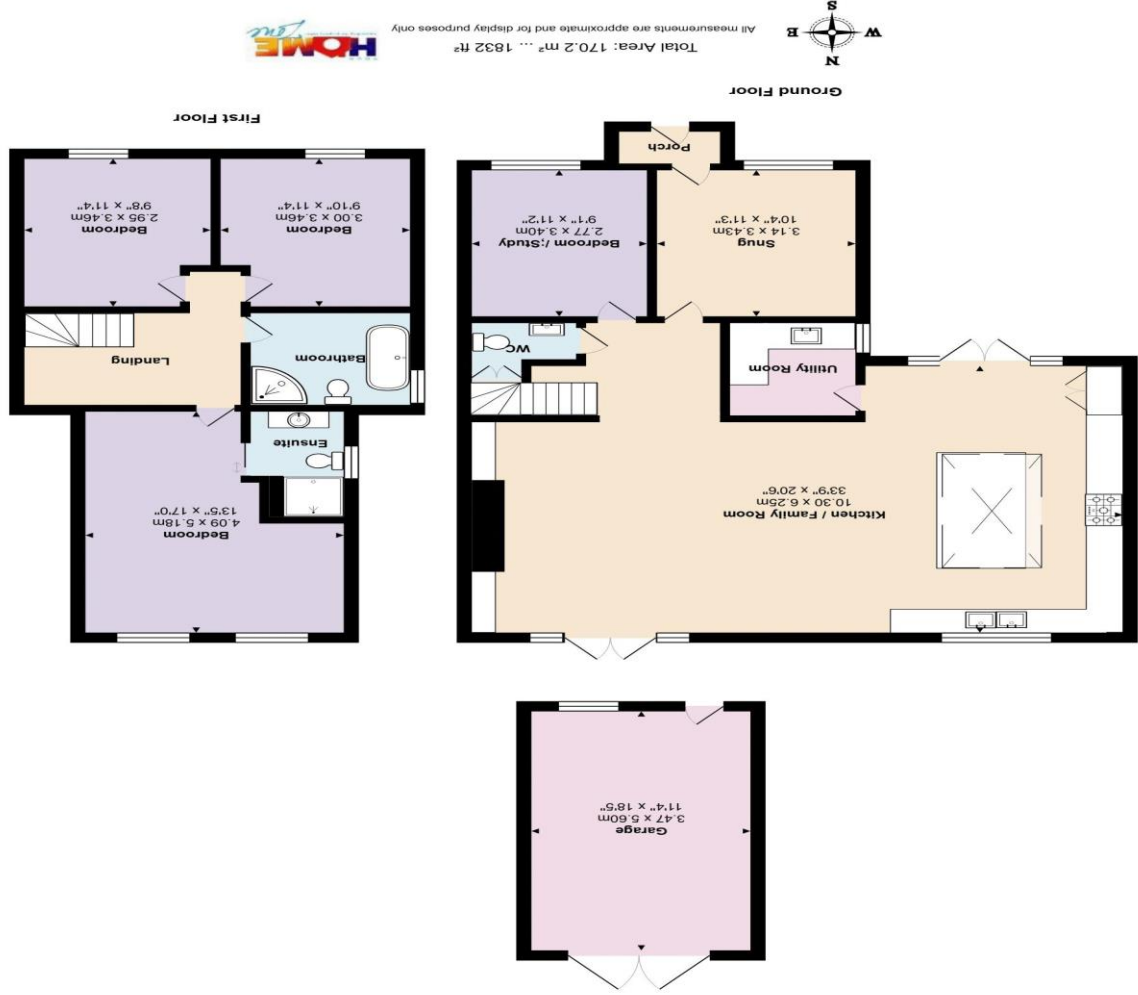 Garage
3.47 x 5.60m
11'4" x 18'5"
Kitchen / Family Room
10.30 x 6.25m
33'9" x 20'6"
Utility Room
WC
Snug
3.14 x 3.43m
10'4" x 11'3"
Bedroom /;Study
2.77 x 3.40m
9'1" x 11'2"
Porch
Ground Floor
Bedroom
4.09 x 5.18m
13'5" x 17'0"
Ensuite
Bathroom
Landing
Bedroom
3.00 x 3.46m
9'10" x 11'4"
Bedroom
2.95 x 3.46m
9'8" x 11'4"
First Floor
N
W
E
S
Total Area: 170.2 m² ... 1832 ft²
All measurements are approximate and for display purposes only
HOME
Zone